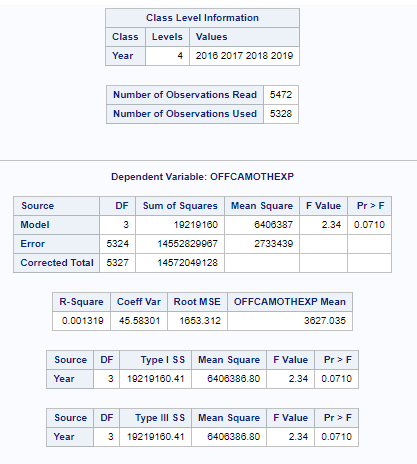 Class Level Information
Class Levels Values
Year 4 2016 2017 2018 2019
Number of Observations Read 5472
Number of Observations Used 5328
Dependent Variable: OFFCAMOTHEXP
Source DF Sum of Squares Mean Square F Value Pr > F
Model 3 19219160 6406387 2.34 0.0710
Error 5324 14552829967 2733439
Corrected Total 5327 14572049128
R-Square Coeff Var Root MSE OFFCAMOTHEXP Mean
0.001319 45.58301 1653.312 3627.035
Source DF Type I SS Mean Square F Value Pr > F
Year 3 19219160.41 6406386.80 2.34 0.0710
Source DF Type III SS Mean Square F Value Pr > F
Year 3 19219160.41 6406386.80 2.34 0.0710